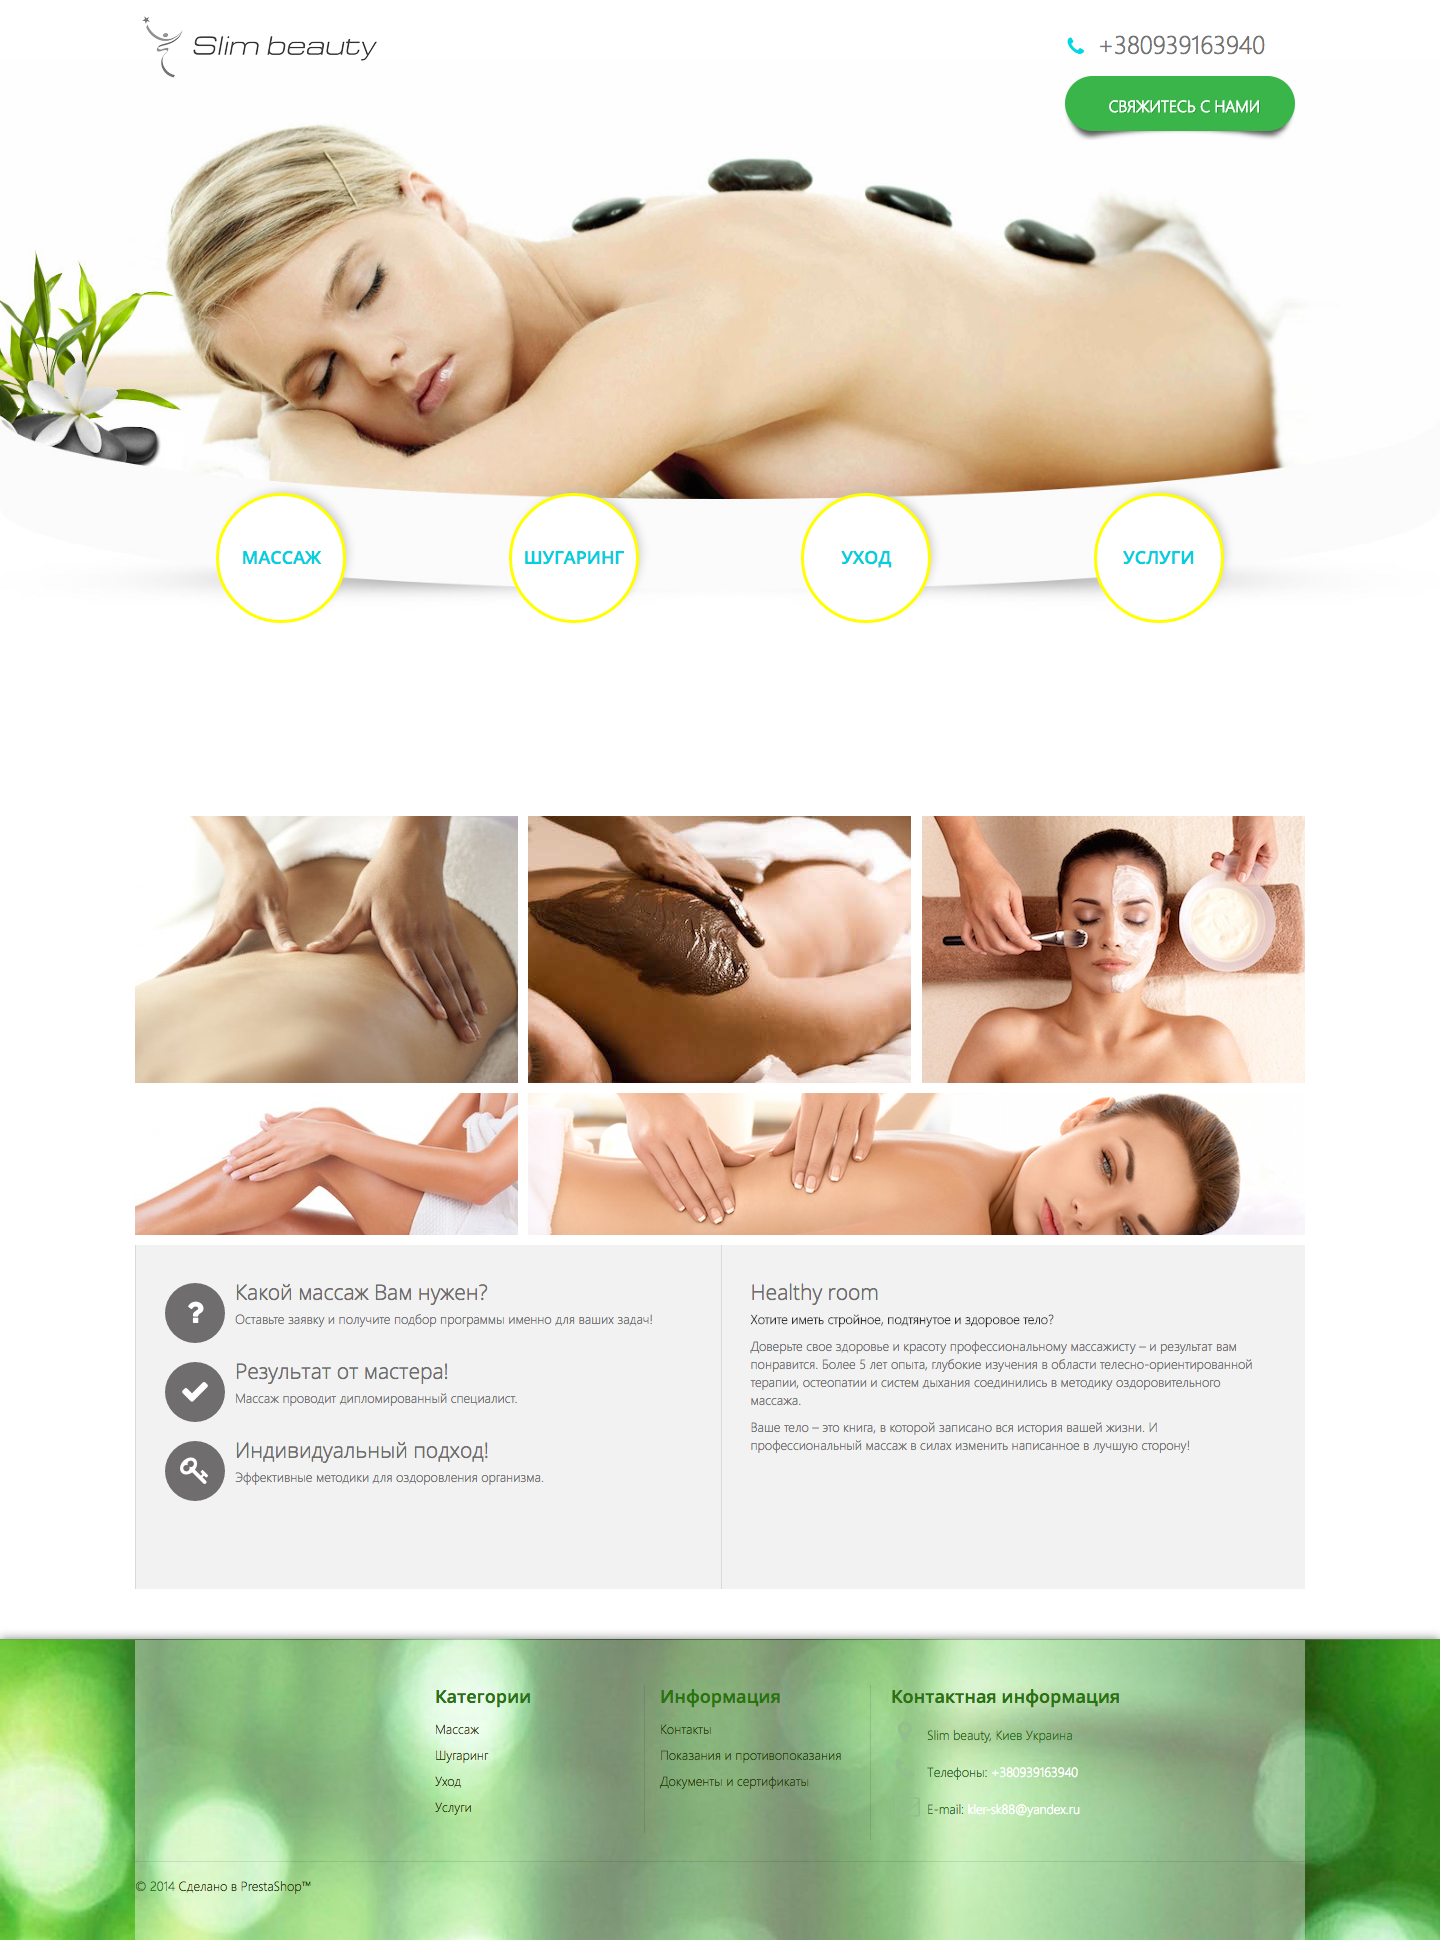 Slim beauty
+380939163940
СВЯЖИТЕСЬ С НАМИ
МАССАЖ
ШУГАРИНГ
УХОД
УСЛУГИ
Какой массаж Вам нужен?
Оставьте заявку и получите подбор программы именно для ваших задач!
Результат от мастера!
Массаж проводит дипломированный специалист.
Индивидуальный подход!
Эффективные методики для оздоровления организма.
Healthy room
Хотите иметь стройное, подтянутое и здоровое тело?
Доверьте свое здоровье и красоту профессиональному массажисту – и результат вам
понравится. Более 5 лет опыта, глубокие изучения в области телесно-ориентированной
терапии, остеопатии и систем дыхания соединились в методику оздоровительного
массажа.
Ваше тело – это книга, в которой записано вся история вашей жизни. И
профессиональный массаж в силах изменить написанное в лучшую сторону!
Категории
Массаж
Шугаринг
Уход
Услуги
Информация
Контакты
Показания и противопоказания
Документы и сертификаты
Контактная информация
Slim beauty, Киев Украина
Телефоны: +380939163940
E-mail: kler-sk88@yandex.ru
© 2014 Сделано в PrestaShop™